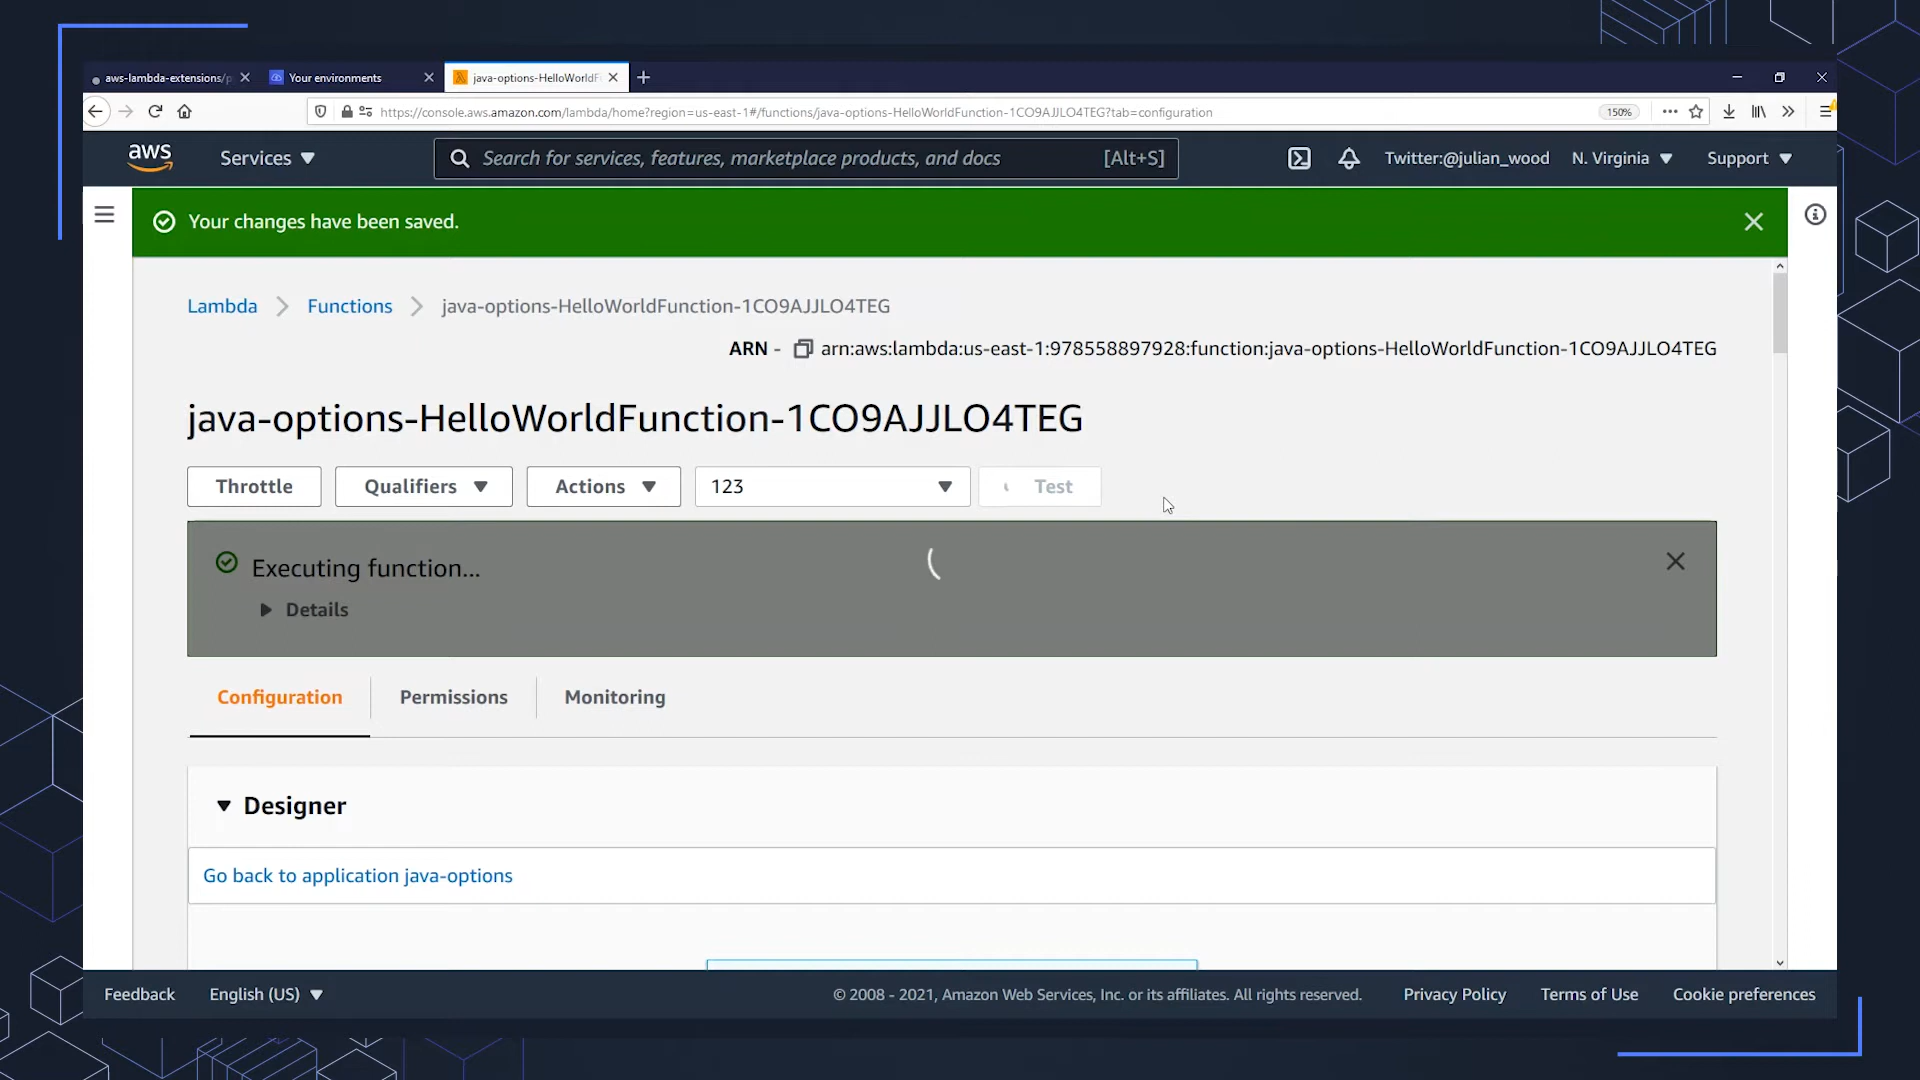 aws-lambda-extensions/p
Your environments
java-options-HelloWorldF
https://console.aws.amazon.com/lambda/home?region=us-east-1#/functions/java-options-HelloWorldFunction-1CO9AJJLO4TEG?tab=configuration
150%
aws
Services
Search for services, features, marketplace products, and docs
[Alt+S]
Twitter:@julian_wood
N. Virginia
Support
Your changes have been saved.
Lambda
Functions
java-options-HelloWorldFunction-1CO9AJJLO4TEG
ARN - arn:aws:lambda:us-east-1:978558897928:function:java-options-HelloWorldFunction-1CO9AJJLO4TEG
java-options-HelloWorldFunction-1CO9AJJLO4TEG
Throttle
Qualifiers
Actions
123
Test
Executing function...
Details
Configuration
Permissions
Monitoring
Designer
Go back to application java-options
Feedback
English (US)
© 2008 - 2021, Amazon Web Services, Inc. or its affiliates. All rights reserved.
Privacy Policy
Terms of Use
Cookie preferences